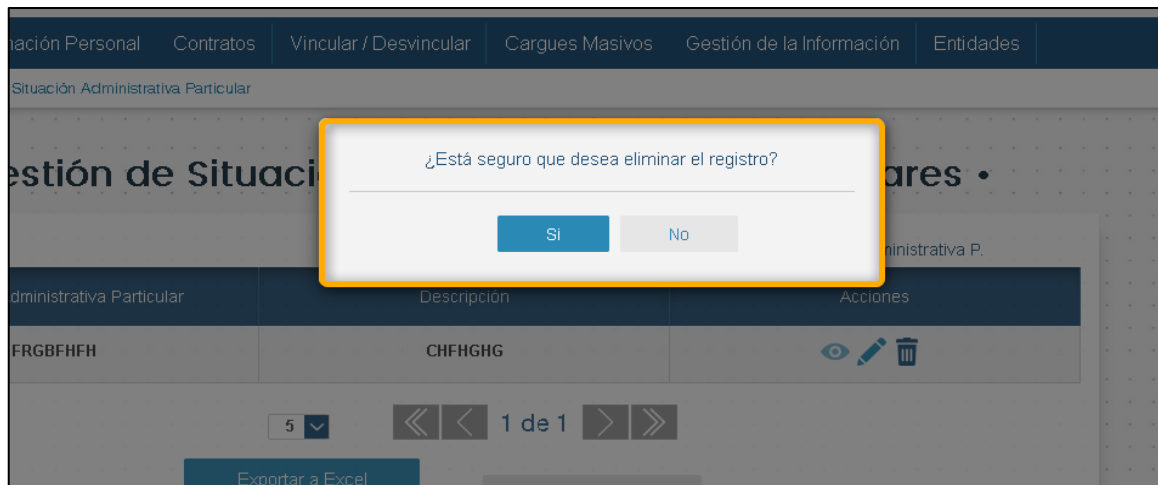 nación Personal Contratos Vincular / Desvincular Cargues Masivos Gestión de la Información Entidades
Situación Administrativa Particular
¿Está seguro que desea eliminar el registro?
estión de Situaci ares •
Si No
ninistrativa P.
dministrativa Particular Descripción Acciones
FRGBFHFH CHFHGHG
5 1 de 1
Exportar a Excel